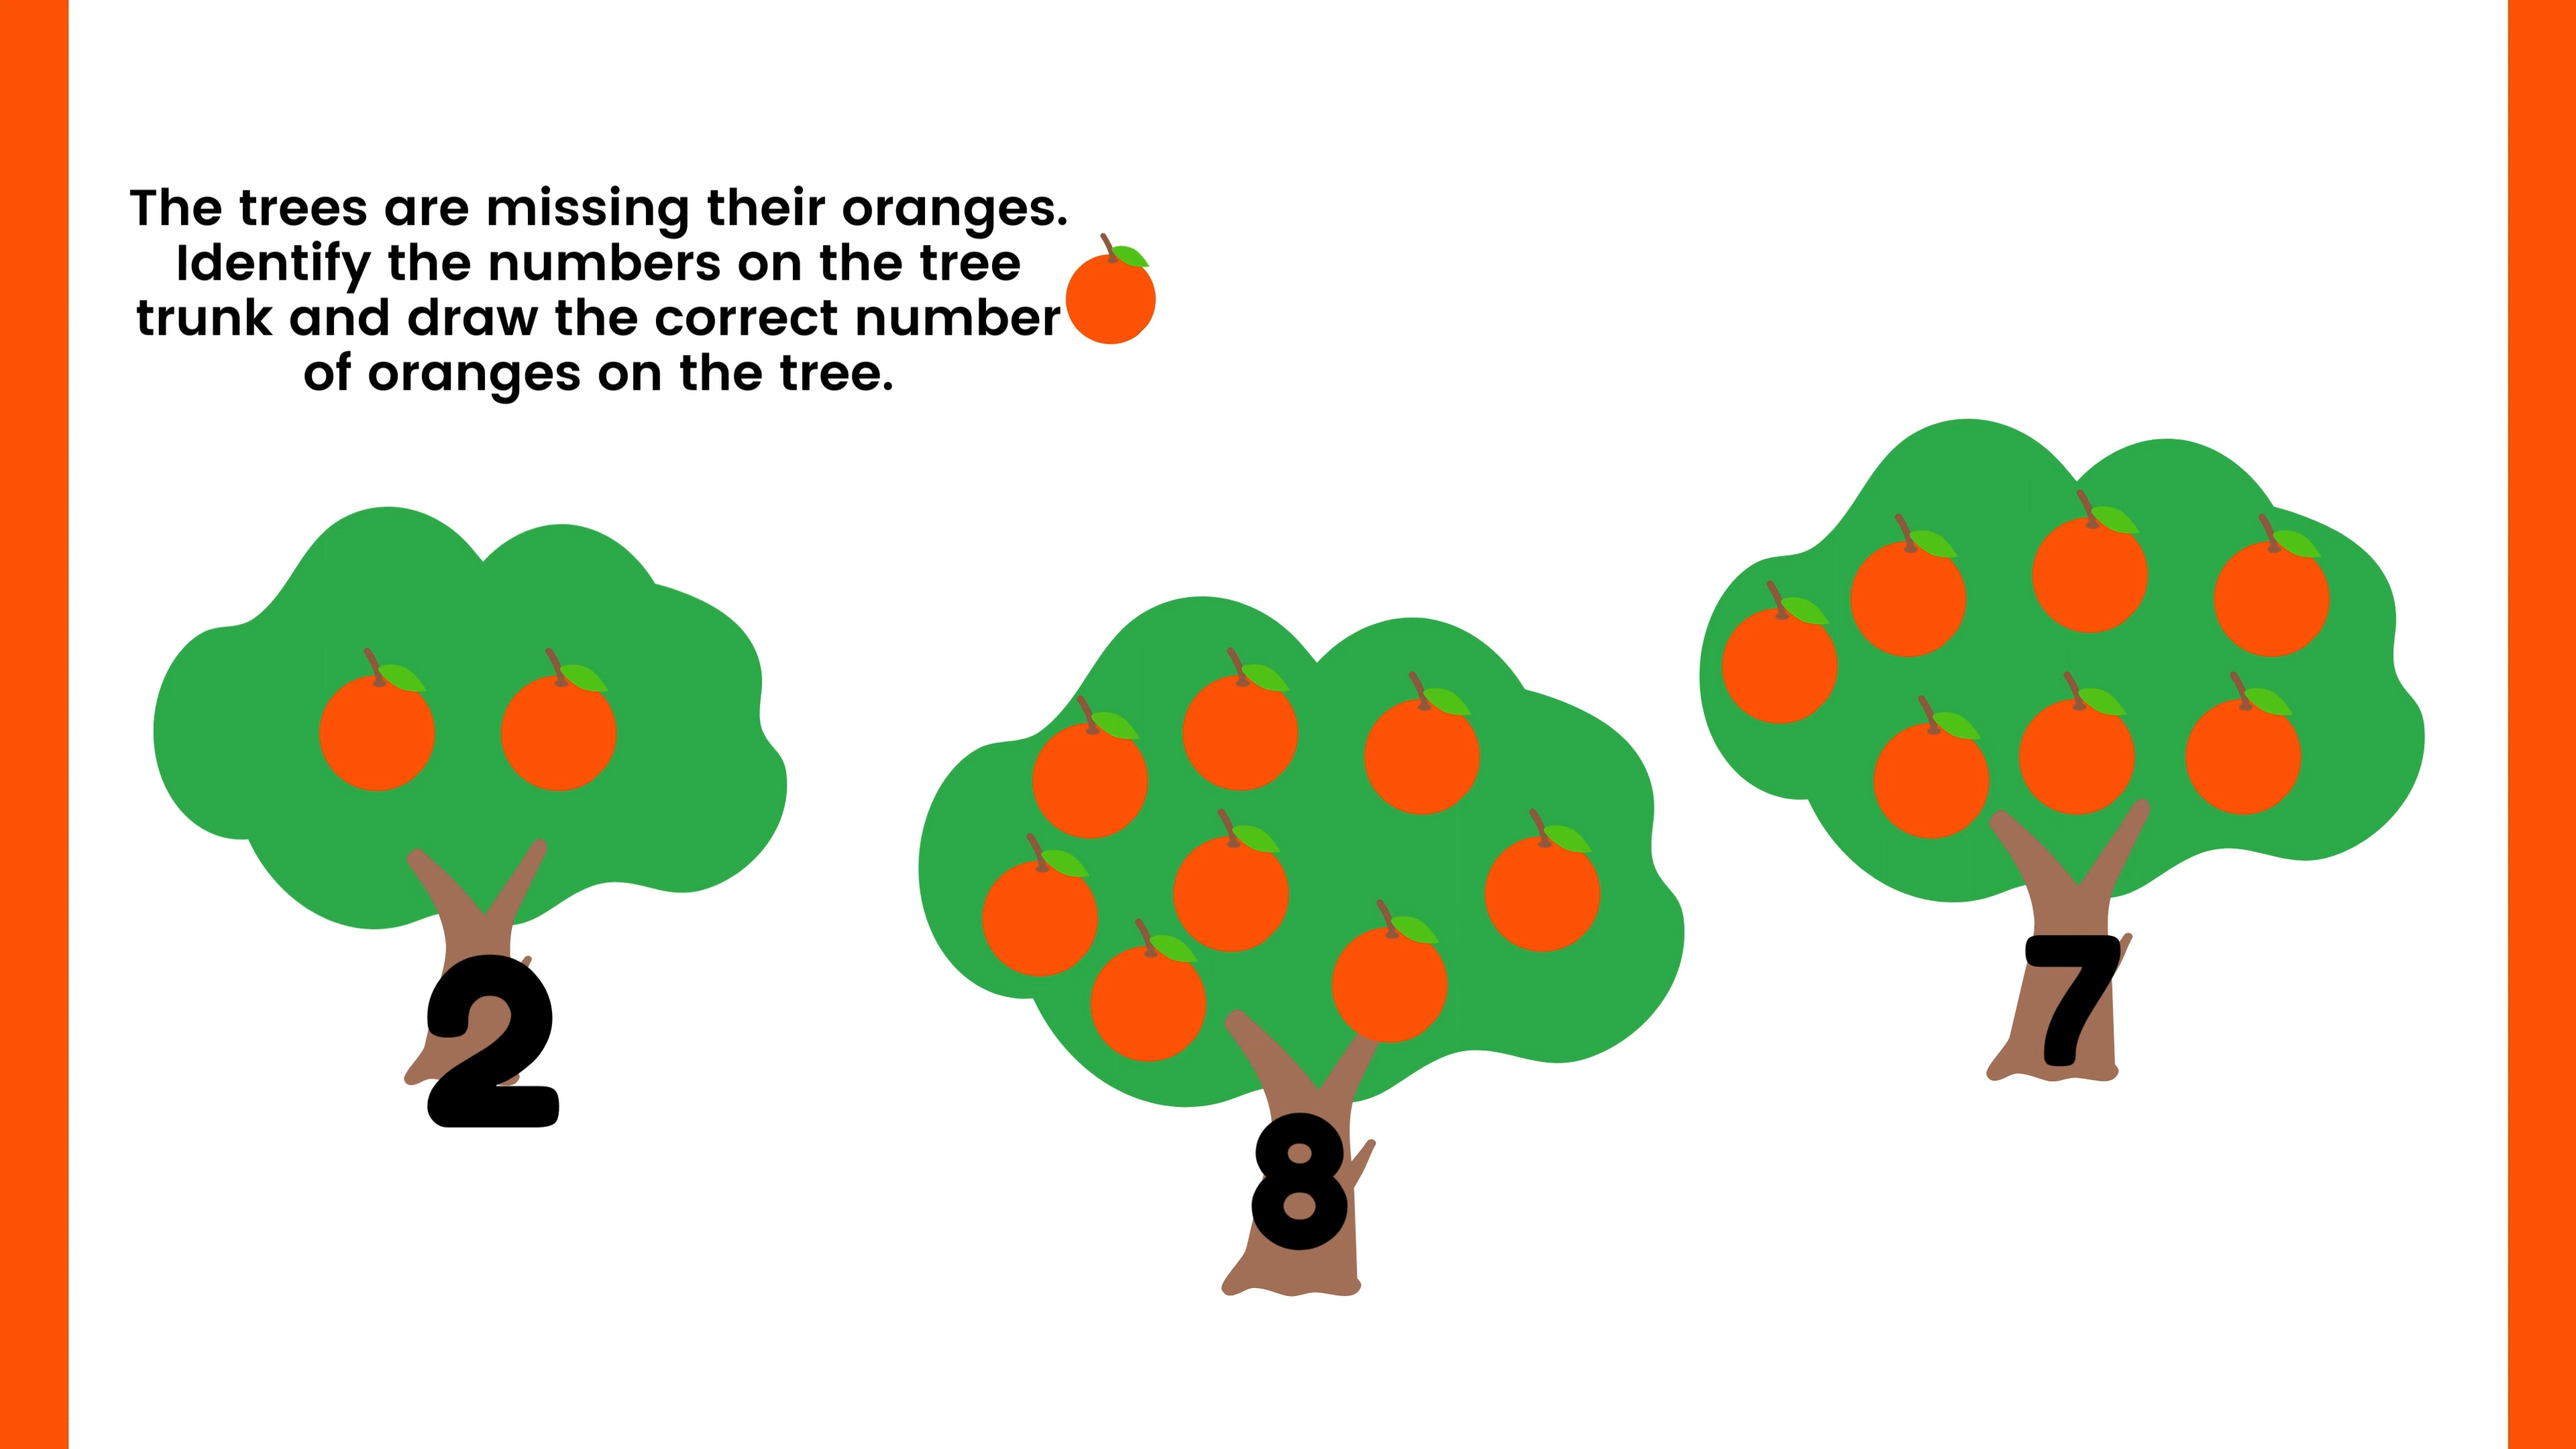 The trees are missing their oranges.
Identify the numbers on the tree
trunk and draw the correct number
of oranges on the tree.
2
8
7